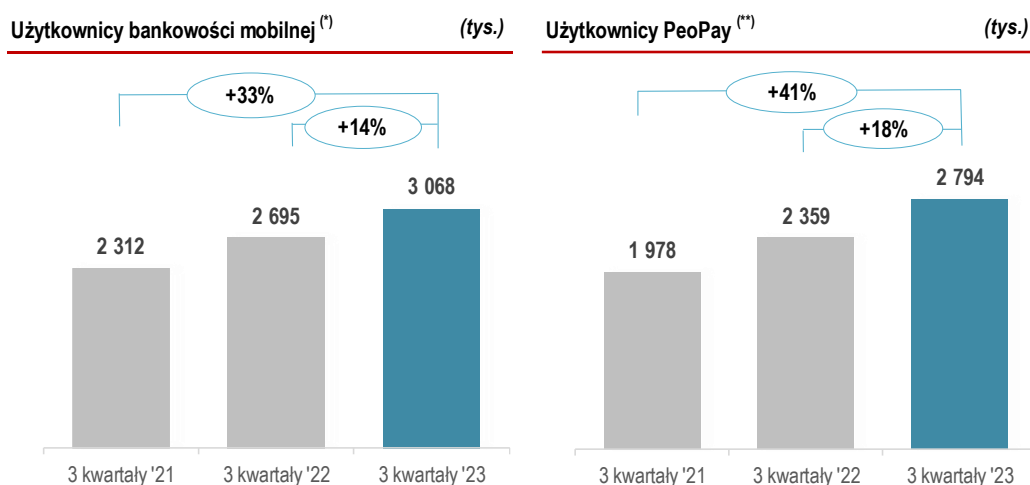 Użytkownicy bankowości mobilnej (*) (tys.)
+33%
+14%
3 068
2 695
2 312
3 kwartały '21 3 kwartały '22 3 kwartały '23
Użytkownicy PeoPay (**) (tys.)
+41%
+18%
2 794
2 359
1 978
3 kwartały '21 3 kwartały '22 3 kwartały '23